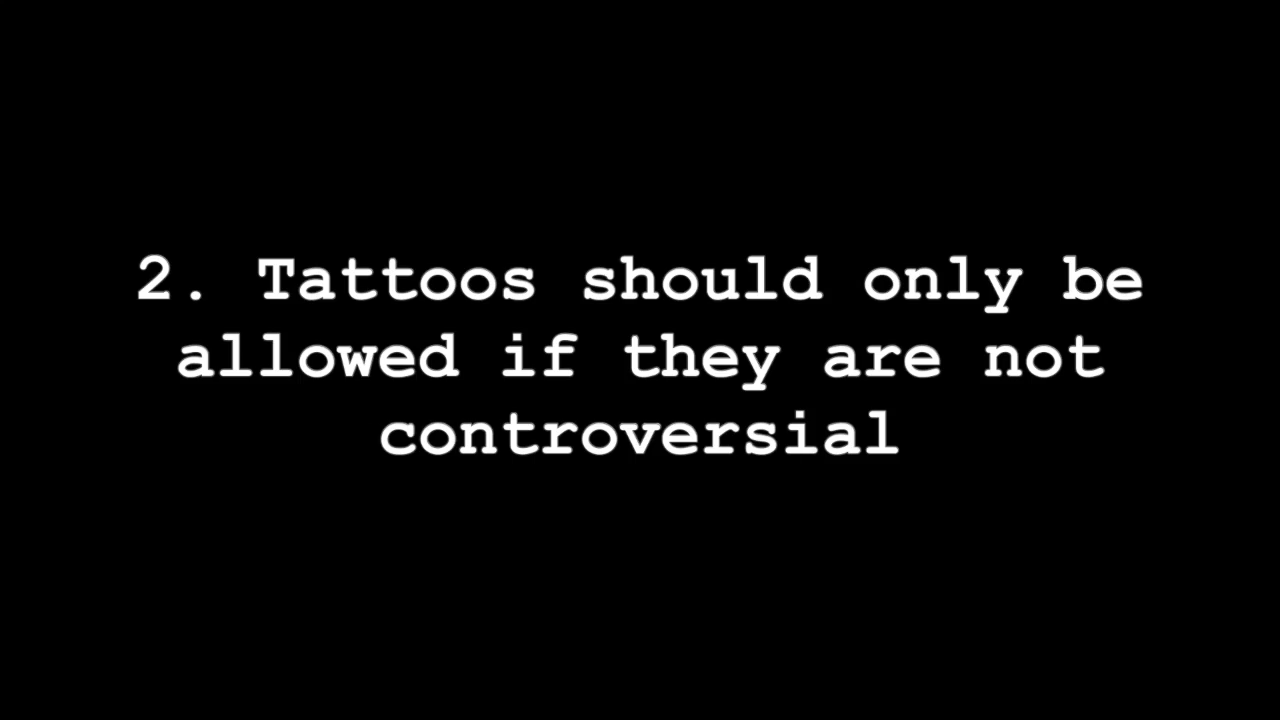 2. Tattoos should only be
allowed if they are not
controversial